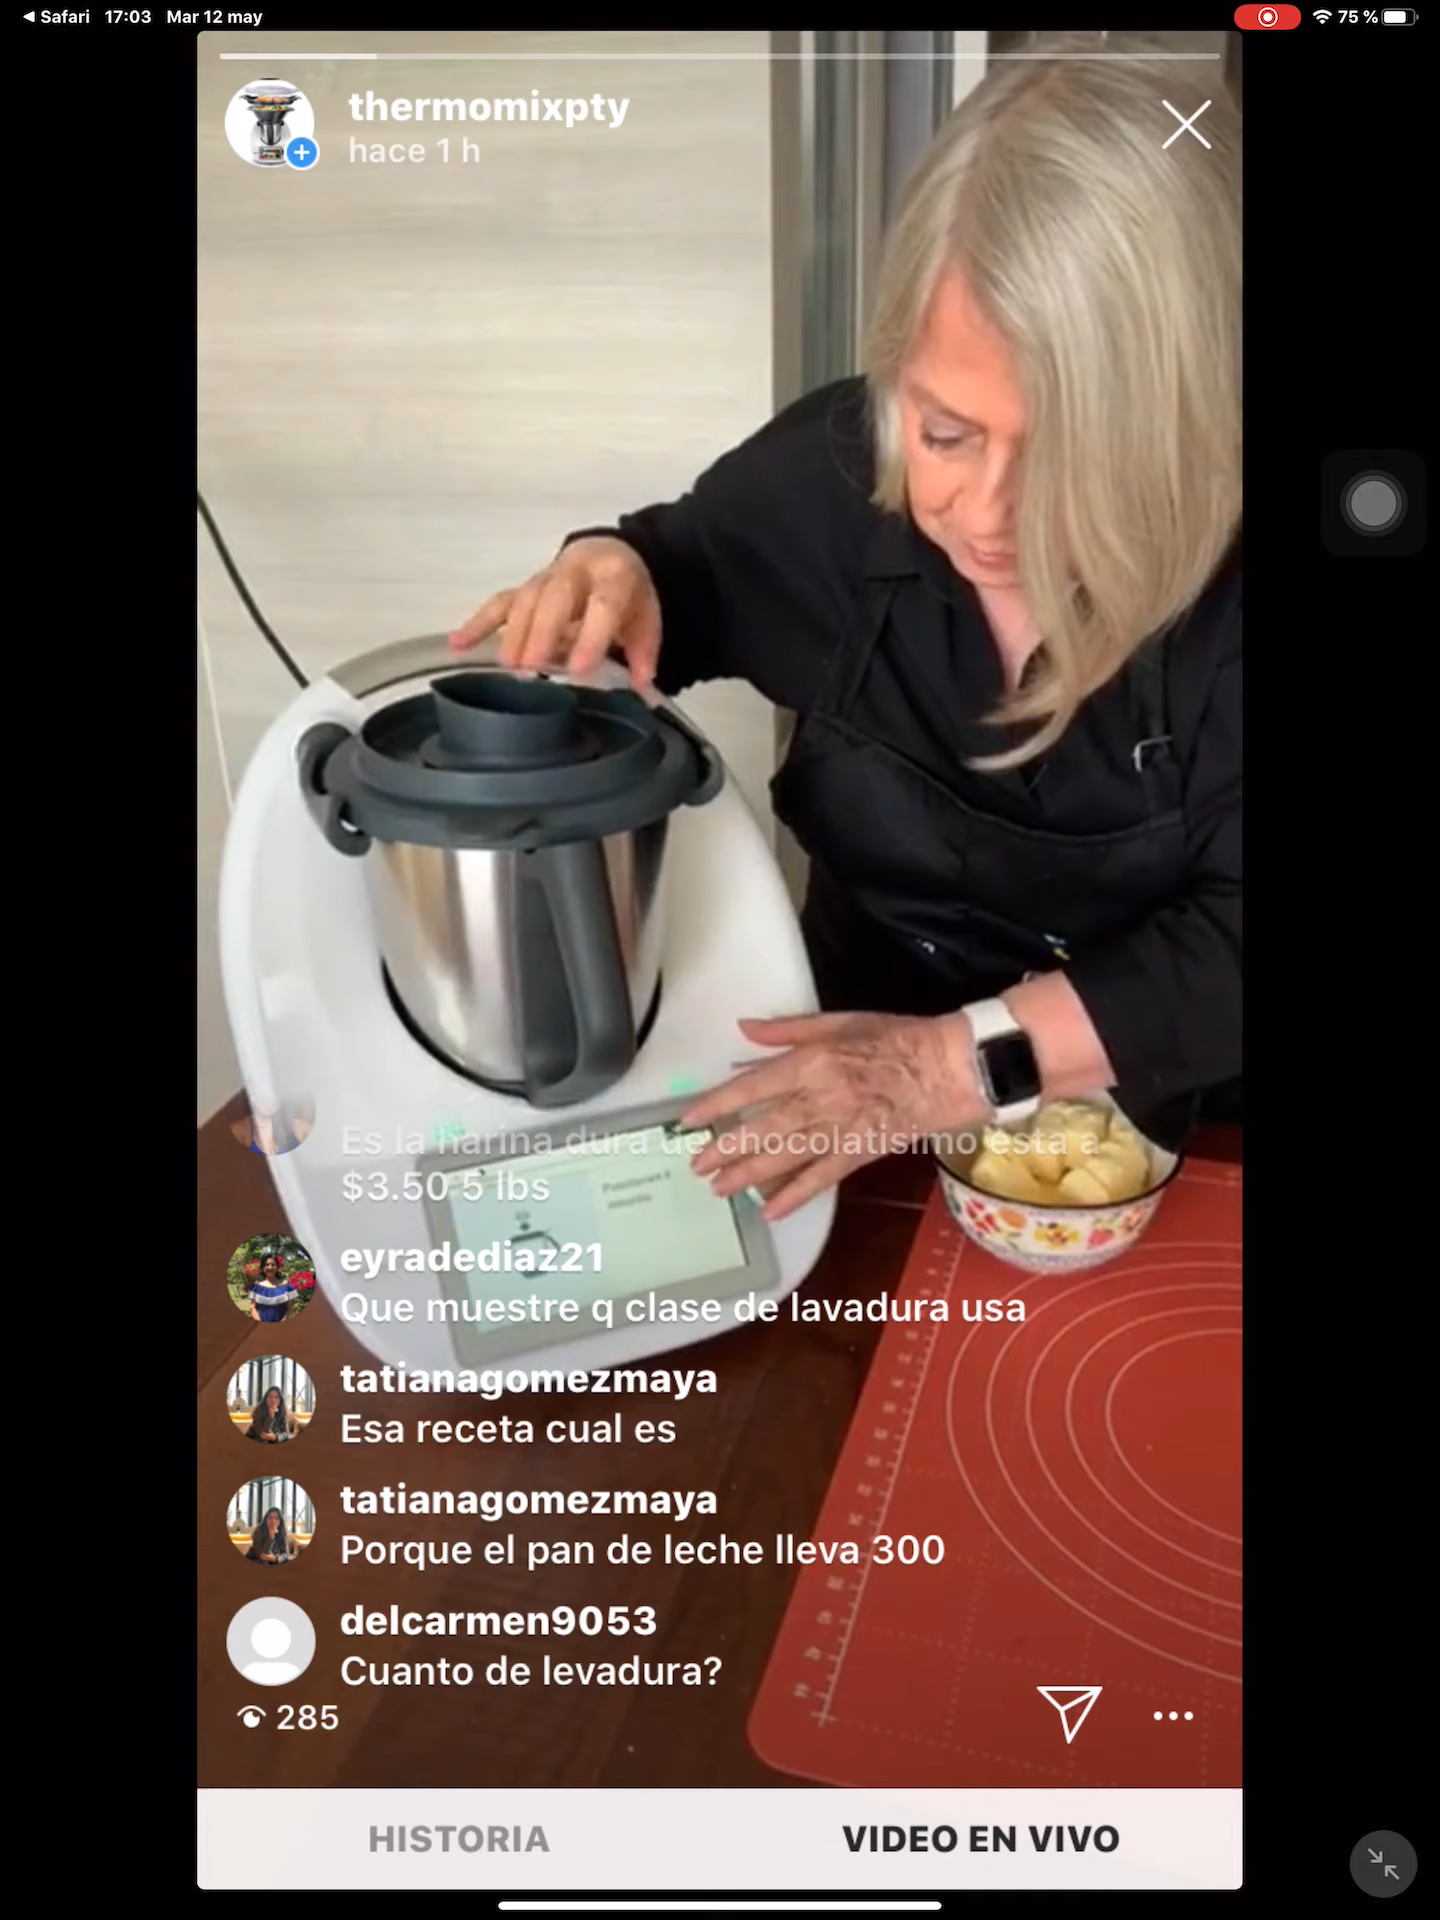 Safari 17:03 Mar 12 may
75 %
thermomixpty
hace 1 h
Es la harina dura de chocolatisimo esta a
$3.50 5 lbs
eyradediaz21
Que muestre q clase de lavadura usa
tatianagomezmaya
Esa receta cual es
tatianagomezmaya
Porque el pan de leche lleva 300
delcarmen9053
Cuanto de levadura?
285
HISTORIA
VIDEO EN VIVO